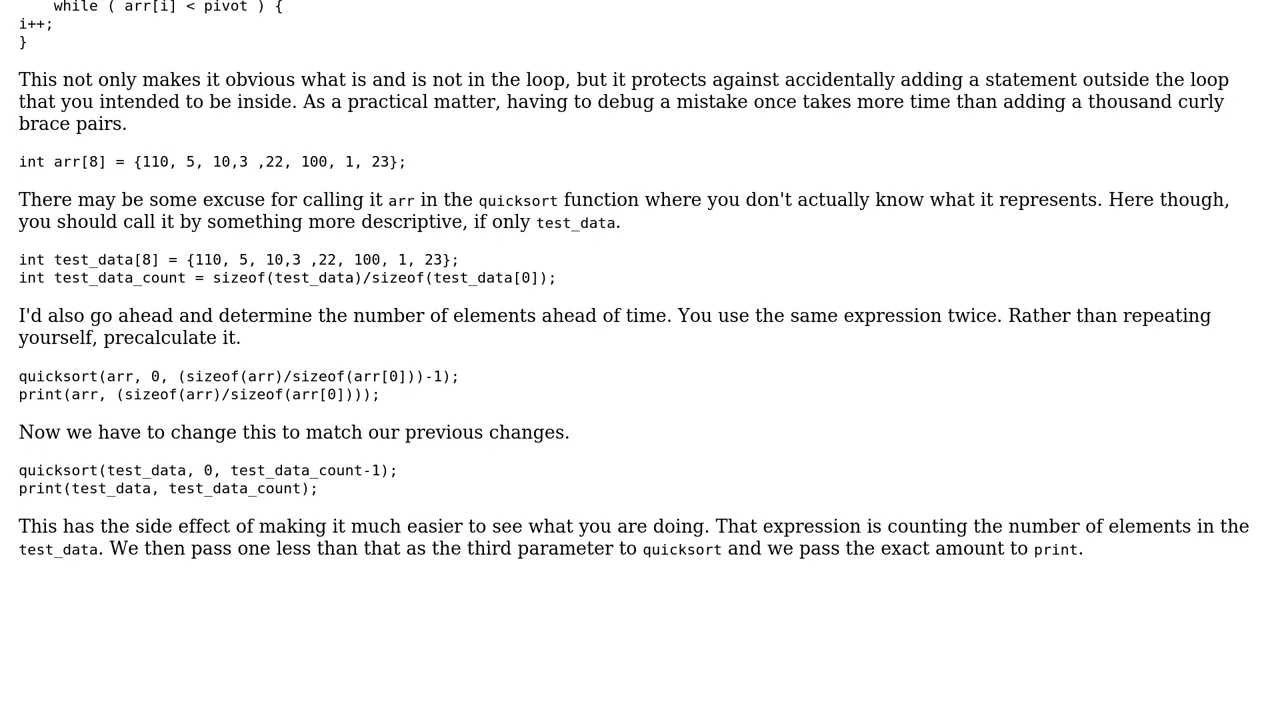 while ( arr[i] < pivot ) {
i++;
}
This not only makes it obvious what is and is not in the loop, but it protects against accidentally adding a statement outside the loop
that you intended to be inside. As a practical matter, having to debug a mistake once takes more time than adding a thousand curly
brace pairs.
int arr[8] = {110, 5, 10,3 ,22, 100, 1, 23};
There may be some excuse for calling it arr in the quicksort function where you don't actually know what it represents. Here though,
you should call it by something more descriptive, if only test_data.
int test_data[8] = {110, 5, 10,3 ,22, 100, 1, 23};
int test_data_count = sizeof(test_data)/sizeof(test_data[0]);
I'd also go ahead and determine the number of elements ahead of time. You use the same expression twice. Rather than repeating
yourself, precalculate it.
quicksort(arr, 0, (sizeof(arr)/sizeof(arr[0]))-1);
print(arr, (sizeof(arr)/sizeof(arr[0])));
Now we have to change this to match our previous changes.
quicksort(test_data, 0, test_data_count-1);
print(test_data, test_data_count);
This has the side effect of making it much easier to see what you are doing. That expression is counting the number of elements in the
test_data. We then pass one less than that as the third parameter to quicksort and we pass the exact amount to print.